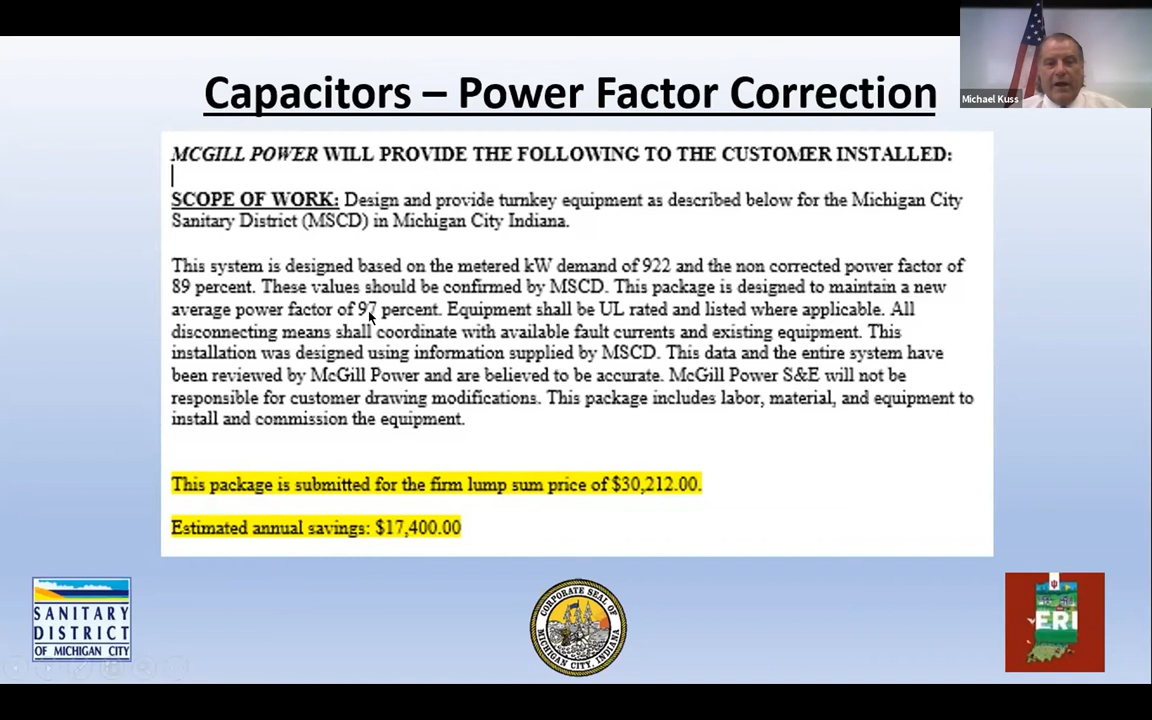 Michael Kuss
Capacitors – Power Factor Correction
MCGILL POWER WILL PROVIDE THE FOLLOWING TO THE CUSTOMER INSTALLED:
SCOPE OF WORK: Design and provide turnkey equipment as described below for the Michigan City
Sanitary District (MSCD) in Michigan City Indiana.
This system is designed based on the metered kW demand of 922 and the non corrected power factor of
89 percent. These values should be confirmed by MSCD. This package is designed to maintain a new
average power factor of 97 percent. Equipment shall be UL rated and listed where applicable. All
disconnecting means shall coordinate with available fault currents and existing equipment. This
installation was designed using information supplied by MSCD. This data and the entire system have
been reviewed by McGill Power and are believed to be accurate. McGill Power S&E will not be
responsible for customer drawing modifications. This package includes labor, material, and equipment to
install and commission the equipment.
This package is submitted for the firm lump sum price of $30,212.00.
Estimated annual savings: $17,400.00
SANITARY
DISTRICT
OF MICHIGAN CITY
CORPORATE SEAL OF
MICHIGAN CITY, INDIANA
ERI